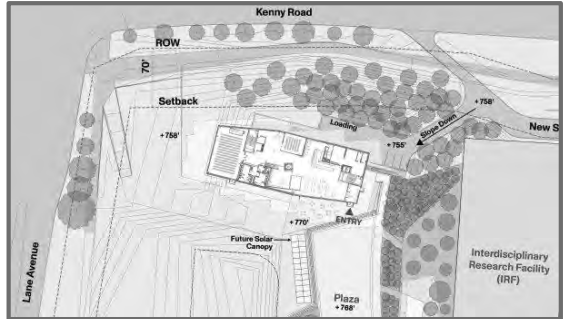 Kenny Road
ROW
70'
Setback
+758'
Loading
+758'
Slope Down
+755'
New S
+770'
ENTRY
Future Solar
Canopy
Lane Avenue
Plaza
+768'
Interdisciplinary
Research Facility
(IRF)